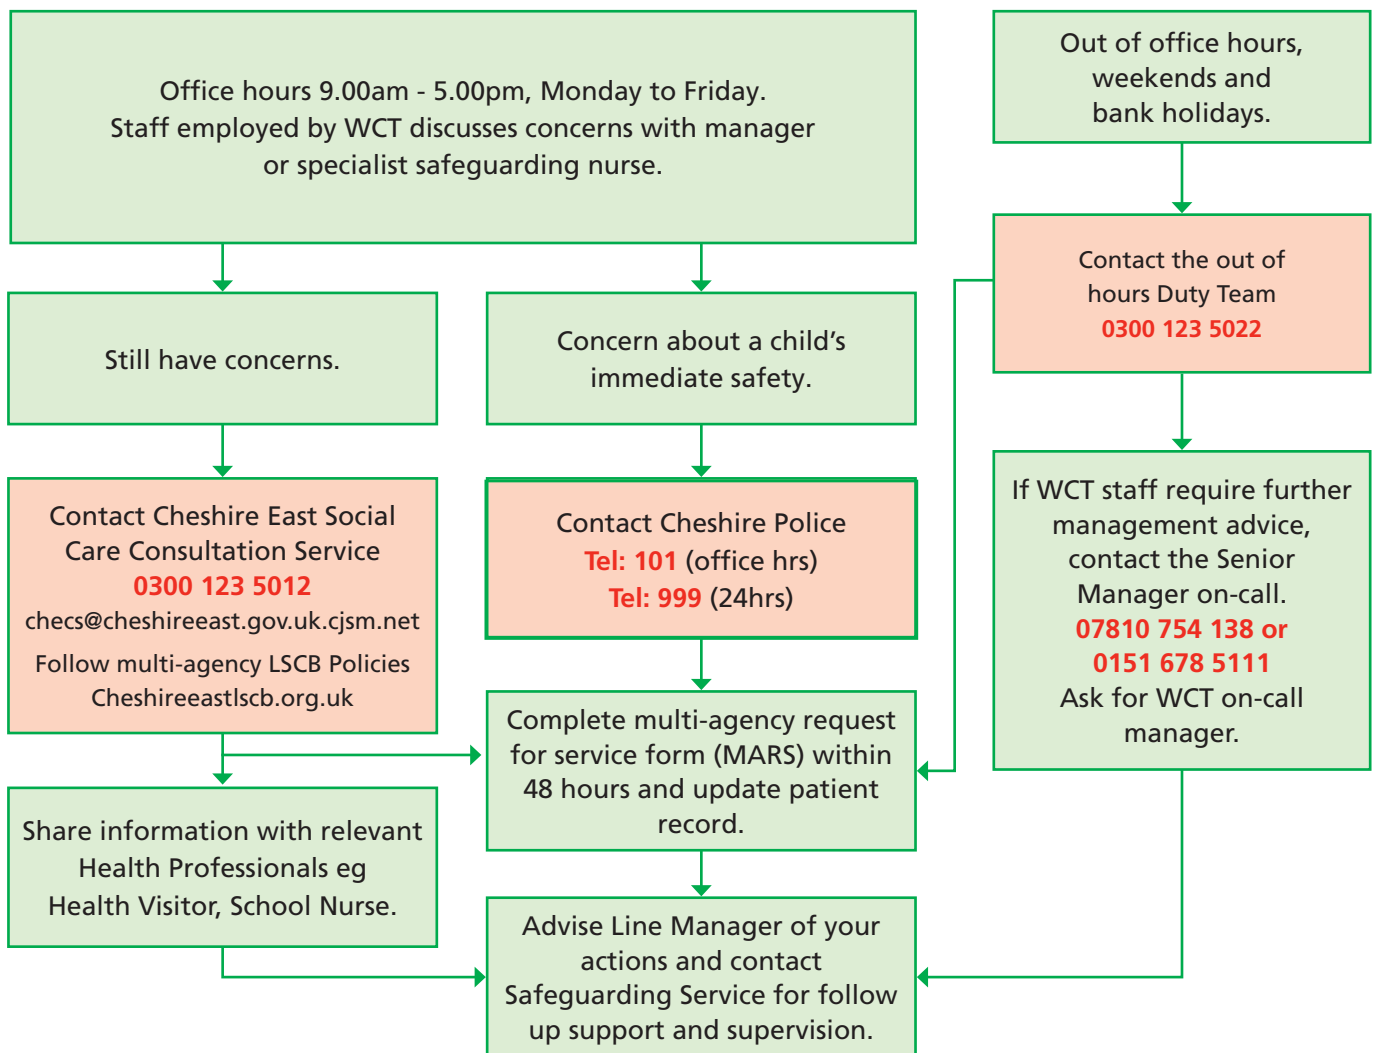 Office hours 9.00am - 5.00pm, Monday to Friday.
Staff employed by WCT discusses concerns with manager
or specialist safeguarding nurse.
Out of office hours,
weekends and
bank holidays.
Still have concerns.
Concern about a child's
immediate safety.
Contact the out of
hours Duty Team
0300 123 5022
Contact Cheshire East Social
Care Consultation Service
0300 123 5012
checs@cheshireeast.gov.uk.cjsm.net
Follow multi-agency LSCB Policies
Cheshireeastlscb.org.uk
Contact Cheshire Police
Tel: 101 (office hrs)
Tel: 999 (24hrs)
If WCT staff require further
management advice,
contact the Senior
Manager on-call.
07810 754 138 or
0151 678 5111
Ask for WCT on-call
manager.
Complete multi-agency request
for service form (MARS) within
48 hours and update patient
record.
Share information with relevant
Health Professionals eg
Health Visitor, School Nurse.
Advise Line Manager of your
actions and contact
Safeguarding Service for follow
up support and supervision.